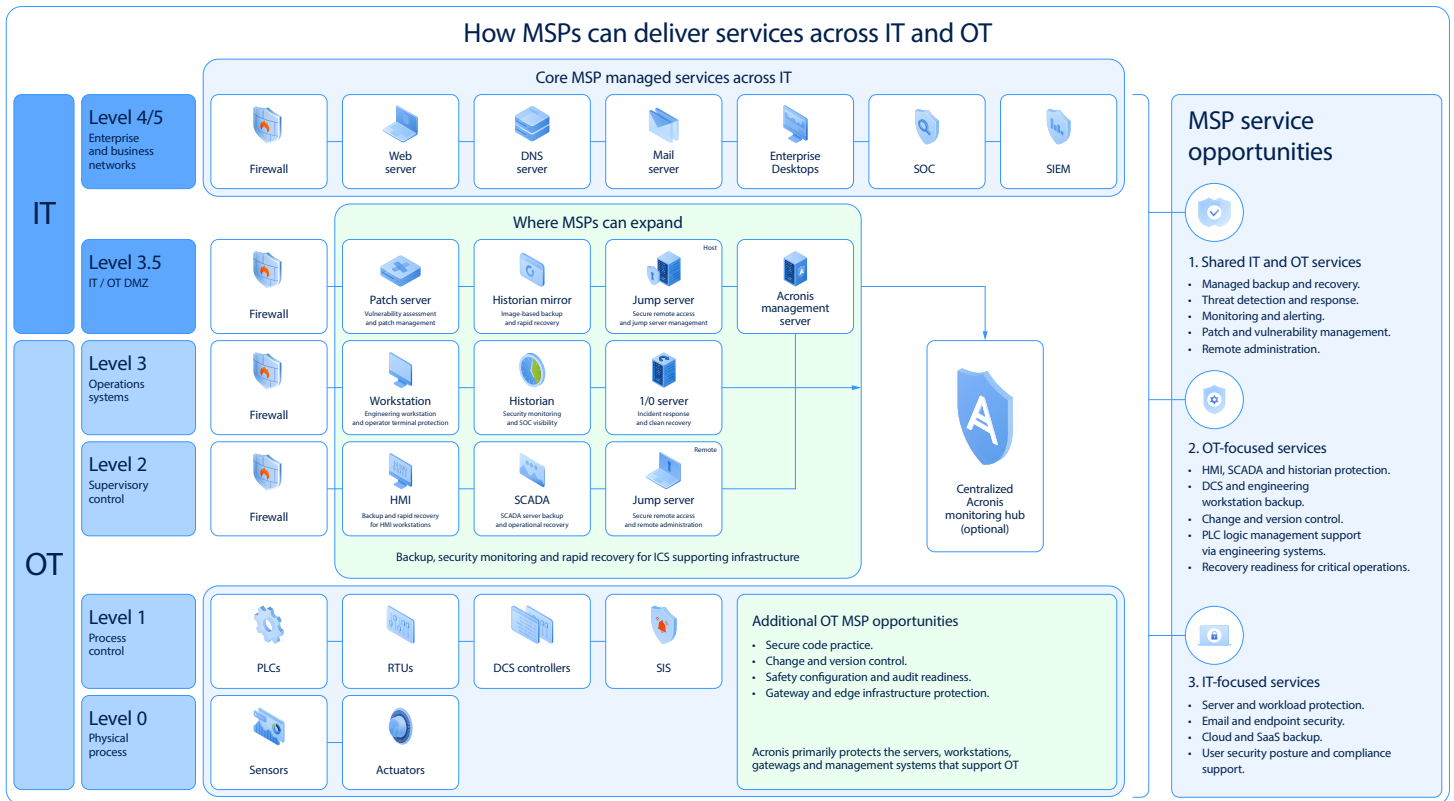 How MSPs can deliver services across IT and OT
IT
OT
Level 4/5
Enterprise
and business
networks
Core MSP managed services across IT
Firewall
Web
server
DNS
server
Mail
server
Enterprise
Desktops
SOC
SIEM
Level 3.5
IT / OT DMZ
Firewall
Where MSPs can expand
Patch server
Vulnerability assessment
and patch management
Historian mirror
Image-based backup
and rapid recovery
Host
Jump server
Secure remote access
and jump server management
Acronis
management
server
Level 3
Operations
systems
Firewall
Workstation
Engineering workstation
and operator terminal protection
Historian
Security monitoring
and SOC visibility
1/0 server
Incident response
and clean recovery
Level 2
Supervisory
control
Firewall
HMI
Backup and rapid recovery
for HMI workstations
SCADA
SCADA server backup
and operational recovery
Remote
Jump server
Secure remote access
and remote administration
Backup, security monitoring and rapid recovery for ICS supporting infrastructure
Centralized
Acronis
monitoring hub
(optional)
Level 1
Process
control
PLCs
RTUs
DCS controllers
SIS
Level 0
Physical
process
Sensors
Actuators
Additional OT MSP opportunities
• Secure code practice.
• Change and version control.
• Safety configuration and audit readiness.
• Gateway and edge infrastructure protection.
Acronis primarily protects the servers, workstations,
gatewags and management systems that support OT
MSP service
opportunities
1. Shared IT and OT services
• Managed backup and recovery.
• Threat detection and response.
• Monitoring and alerting.
• Patch and vulnerability management.
• Remote administration.
2. OT-focused services
• HMI, SCADA and historian protection.
• DCS and engineering
workstation backup.
• Change and version control.
• PLC logic management support
via engineering systems.
• Recovery readiness for critical operations.
3. IT-focused services
• Server and workload protection.
• Email and endpoint security.
• Cloud and SaaS backup.
• User security posture and compliance
support.